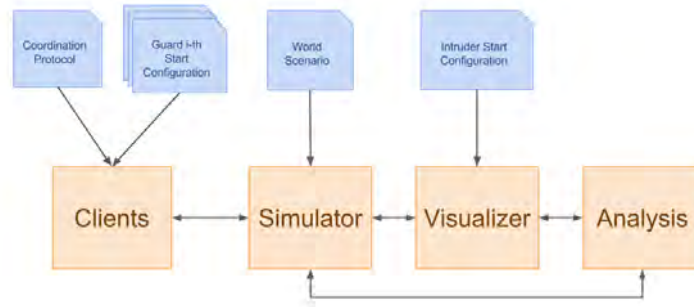 Coordination
Protocol
Guard i-th
Start
Configuration
World
Scenario
Intruder Start
Configuration
Clients
Simulator
Visualizer
Analysis